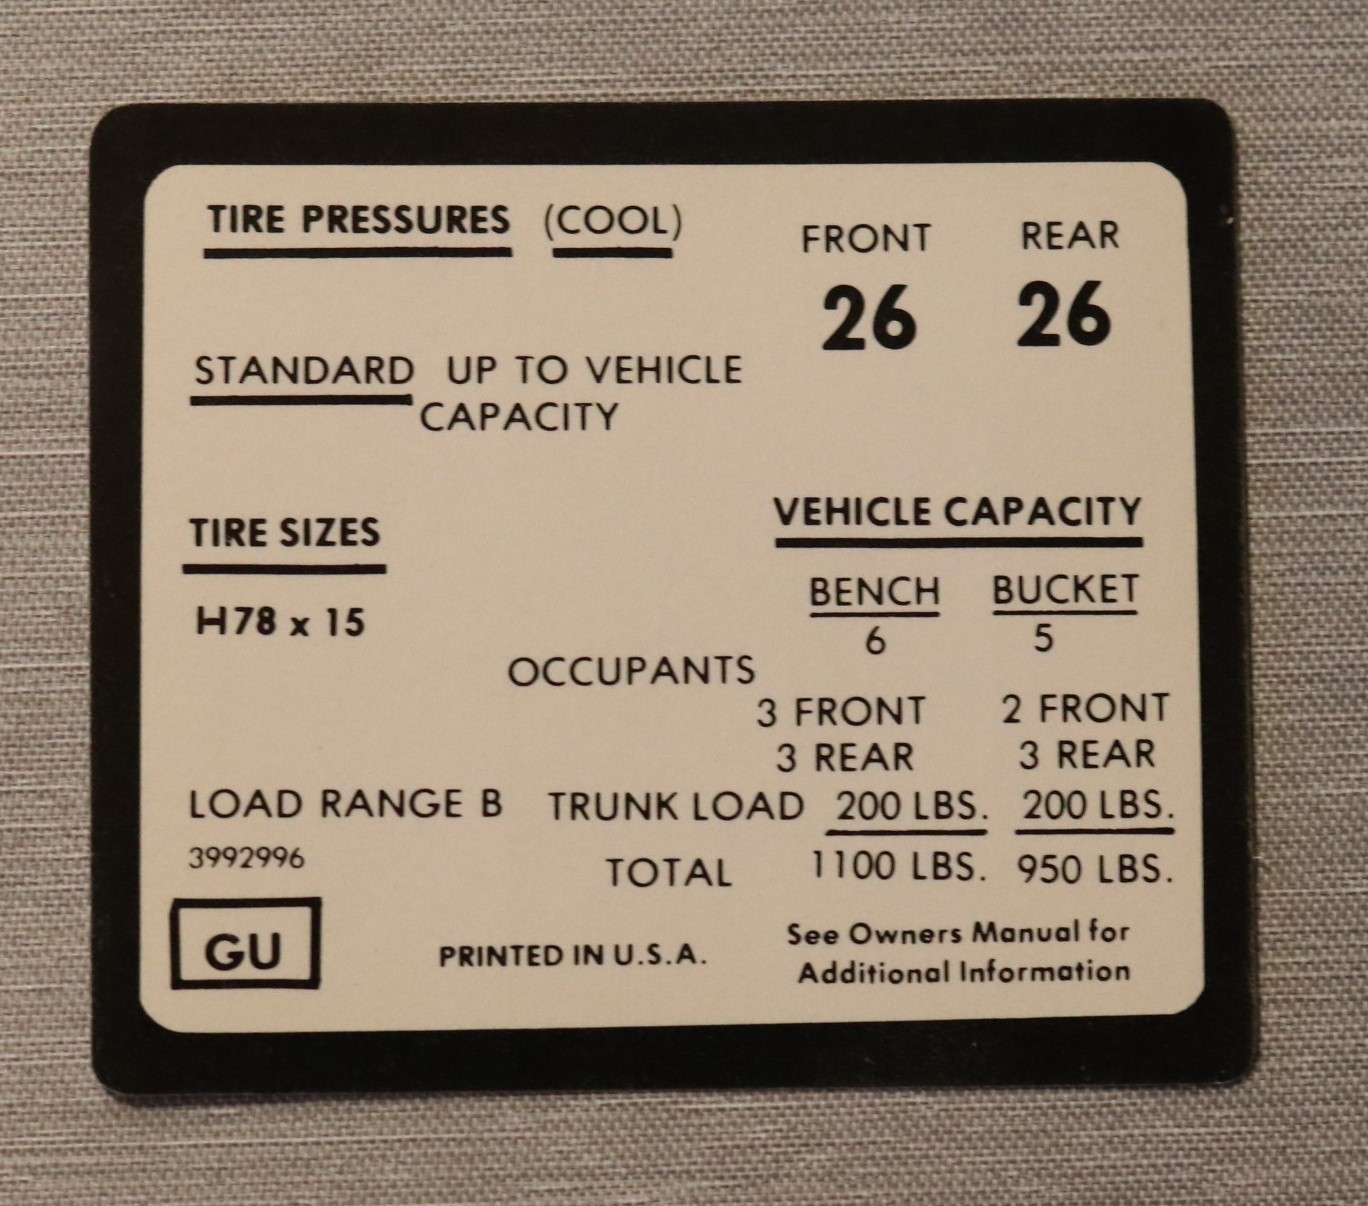 TIRE PRESSURES (COOL) FRONT REAR
26 26
STANDARD UP TO VEHICLE
CAPACITY
VEHICLE CAPACITY
TIRE SIZES
BENCH BUCKET
H78 x 15
6 5
OCCUPANTS
3 FRONT 2 FRONT
3 REAR 3 REAR
LOAD RANGE B TRUNK LOAD 200 LBS. 200 LBS.
3992996
TOTAL 1100 LBS. 950 LBS.
GU
PRINTED IN U.S.A.
See Owners Manual for
Additional Information